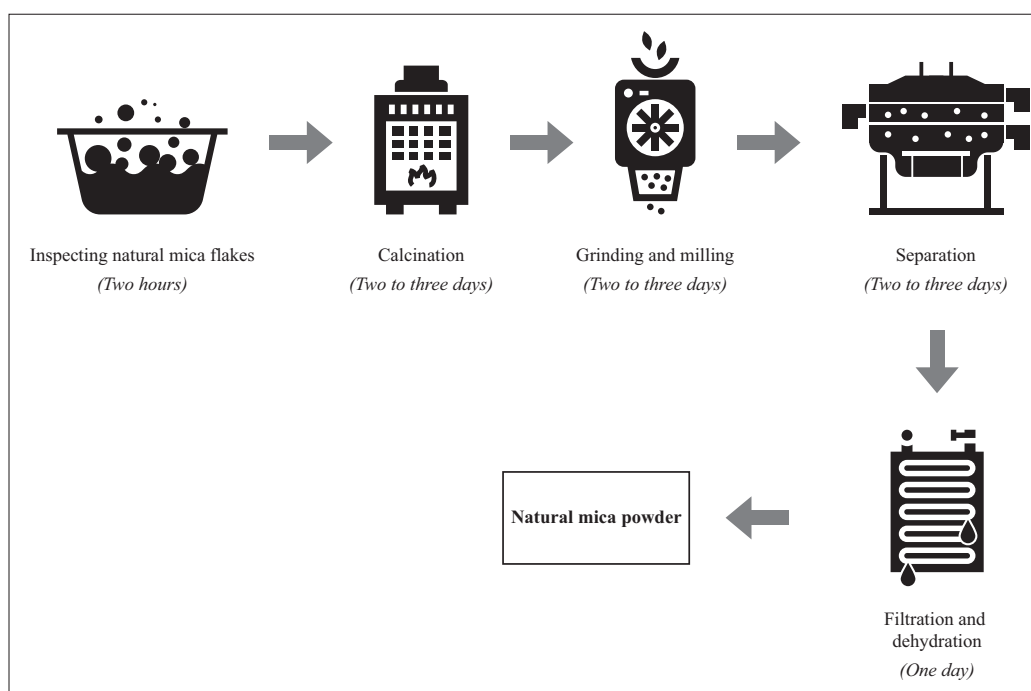 Inspecting natural mica flakes
(Two hours)
Calcination
(Two to three days)
Grinding and milling
(Two to three days)
Separation
(Two to three days)
Natural mica powder
Filtration and
dehydration
(One day)